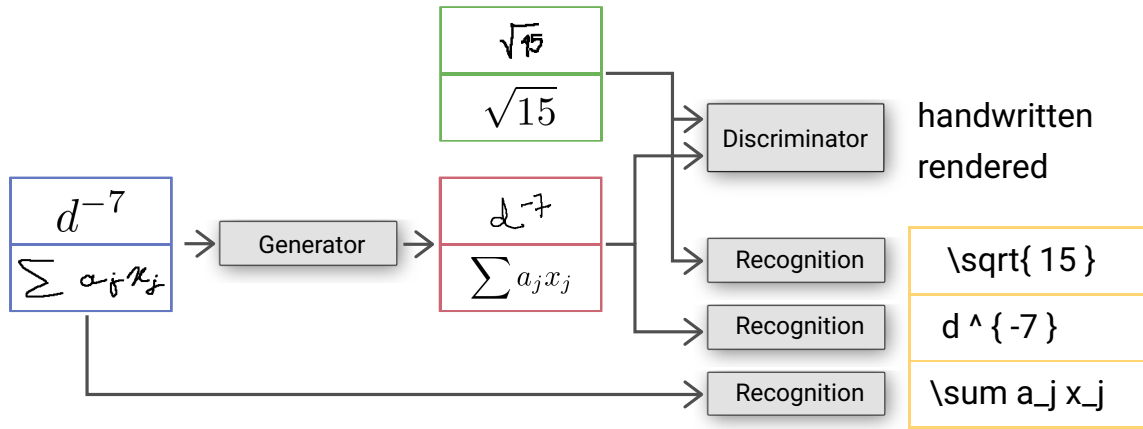 √15
√15
Discriminator
handwritten
rendered
d⁻⁷
∑ a_j x_j
Generator
d⁻⁷
∑ a_j x_j
Recognition
\sqrt{ 15 }
Recognition
d ^ { -7 }
Recognition
\sum a_j x_j